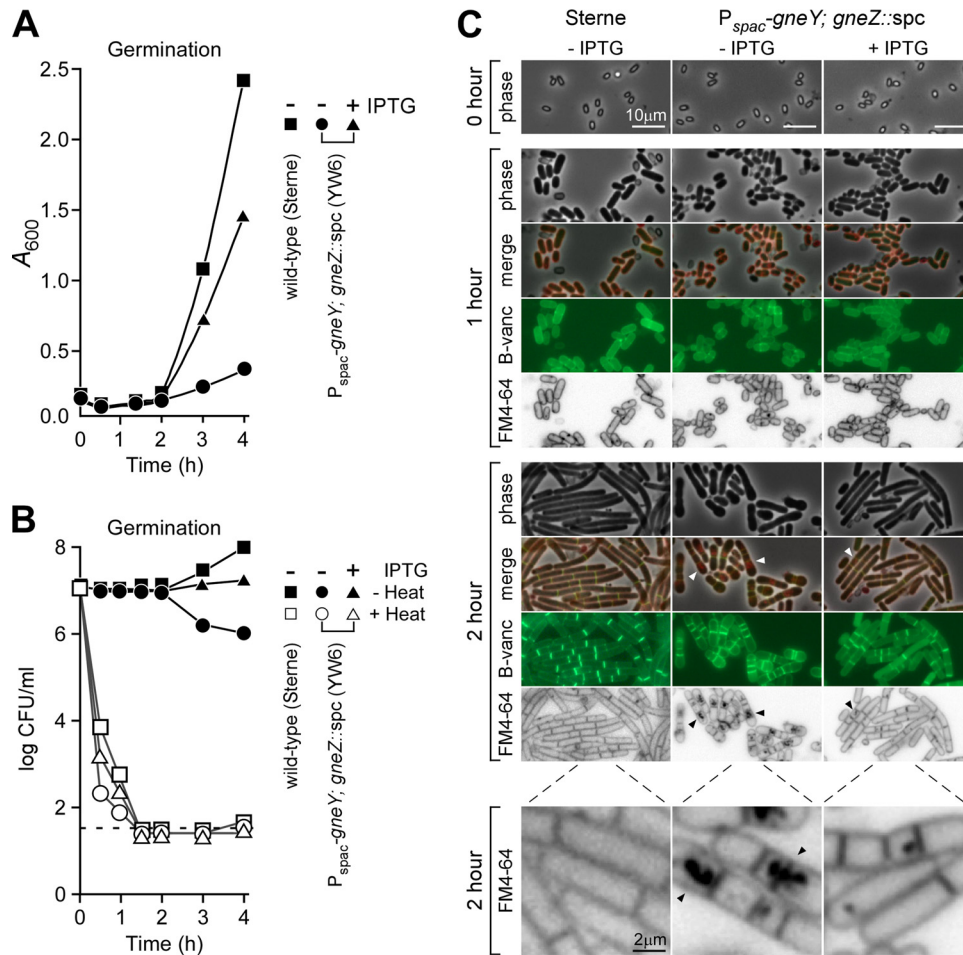 A
Germination
2.5
2.0
1.5
1.0
0.5
0.0
A600
0 1 2 3 4
Time (h)
- - + IPTG
wild-type (Sterne)
Pspac-gneY; gneZ::spc (YW6)
B
Germination
8
6
4
2
0
log CFU/ml
0 1 2 3 4
Time (h)
- - + IPTG
- Heat
+ Heat
wild-type (Sterne)
Pspac-gneY; gneZ::spc (YW6)
C
Sterne Pspac-gneY; gneZ::spc
- IPTG - IPTG + IPTG
0 hour
phase
10μm
1 hour
phase
merge
B-vanc
FM4-64
2 hour
phase
merge
B-vanc
FM4-64
2 hour
FM4-64
2μm